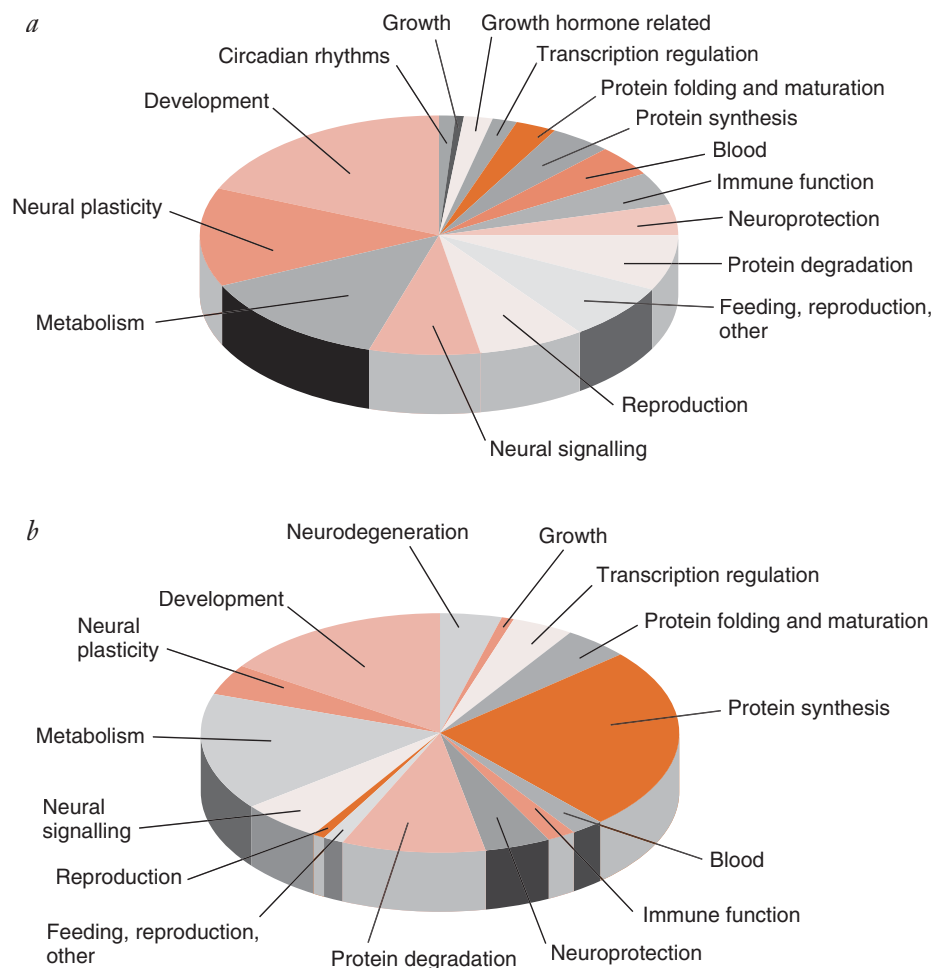 a
Growth
Growth hormone related
Circadian rhythms
Transcription regulation
Development
Protein folding and maturation
Protein synthesis
Blood
Immune function
Neural plasticity
Neuroprotection
Protein degradation
Metabolism
Feeding, reproduction,
other
Reproduction
Neural signalling
b
Neurodegeneration
Growth
Transcription regulation
Development
Protein folding and maturation
Neural
plasticity
Protein synthesis
Metabolism
Neural
signalling
Blood
Reproduction
Immune function
Feeding, reproduction,
other
Protein degradation
Neuroprotection